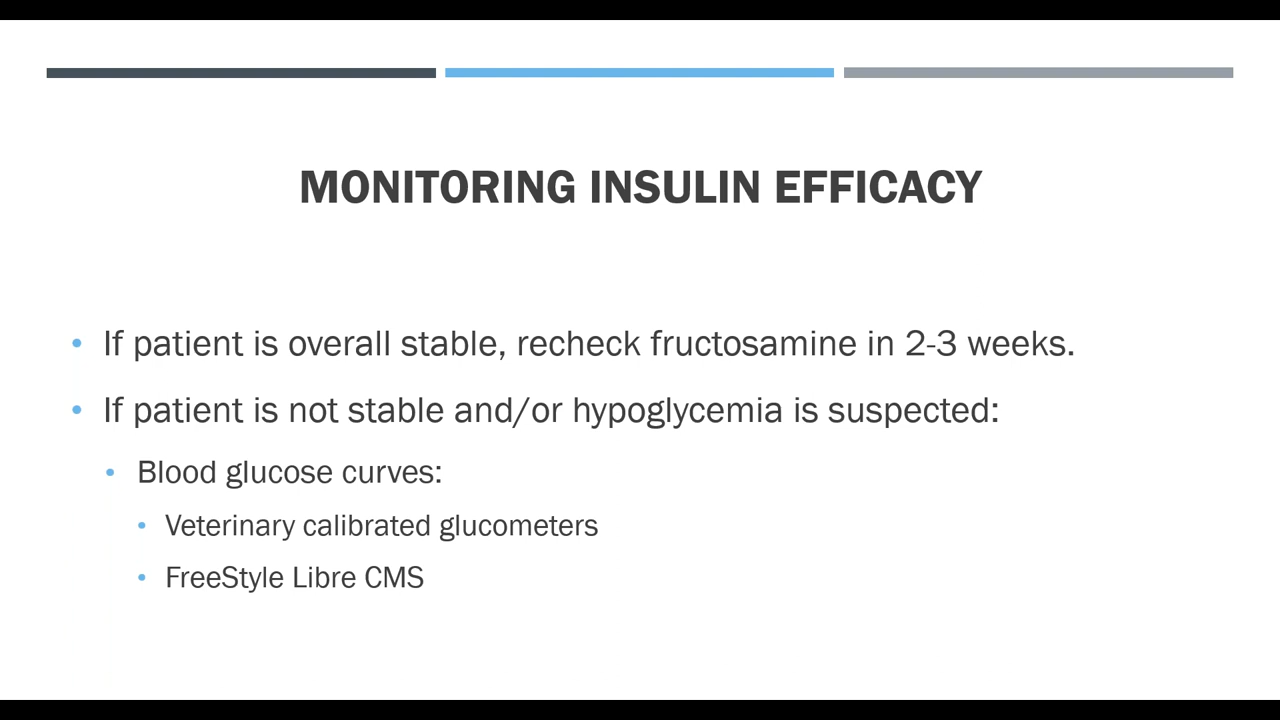 MONITORING INSULIN EFFICACY
• If patient is overall stable, recheck fructosamine in 2-3 weeks.
• If patient is not stable and/or hypoglycemia is suspected:
• Blood glucose curves:
• Veterinary calibrated glucometers
• FreeStyle Libre CMS